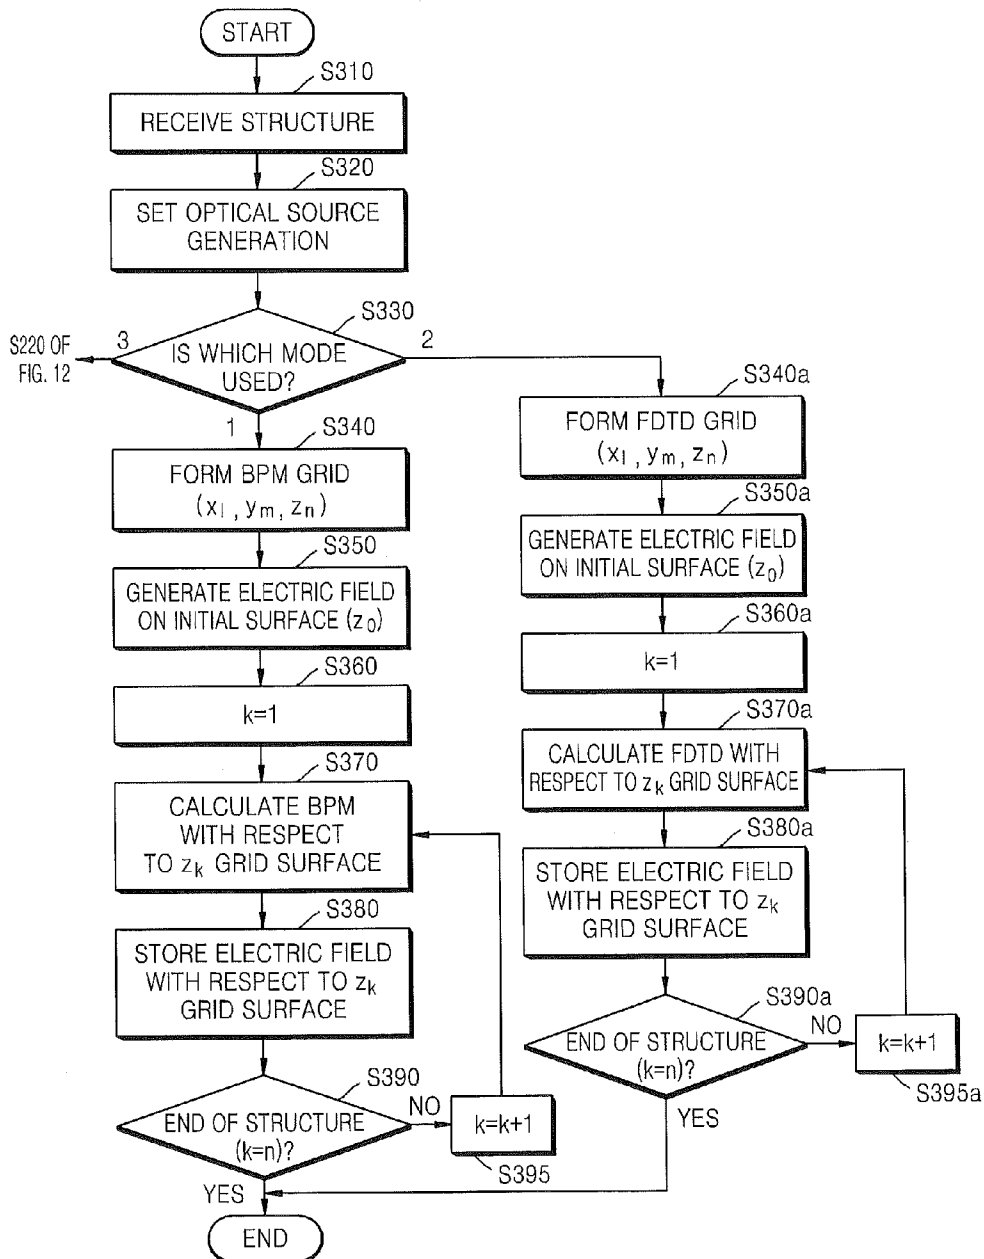 START
S310
RECEIVE STRUCTURE
S320
SET OPTICAL SOURCE
GENERATION
S330
S220 OF
FIG. 12
3
IS WHICH MODE
USED?
2
1
S340
FORM BPM GRID
(xl, ym, zn)
S350
GENERATE ELECTRIC FIELD
ON INITIAL SURFACE (z0)
S360
k=1
S370
CALCULATE BPM
WITH RESPECT
TO zk GRID SURFACE
S380
STORE ELECTRIC FIELD
WITH RESPECT TO zk
GRID SURFACE
S390
END OF STRUCTURE
(k=n)?
NO
k=k+1
S395
YES
END
S340a
FORM FDTD GRID
(xl, ym, zn)
S350a
GENERATE ELECTRIC FIELD
ON INITIAL SURFACE (z0)
S360a
k=1
S370a
CALCULATE FDTD WITH
RESPECT TO zk GRID SURFACE
S380a
STORE ELECTRIC FIELD
WITH RESPECT TO zk
GRID SURFACE
S390a
END OF STRUCTURE
(k=n)?
NO
k=k+1
S395a
YES